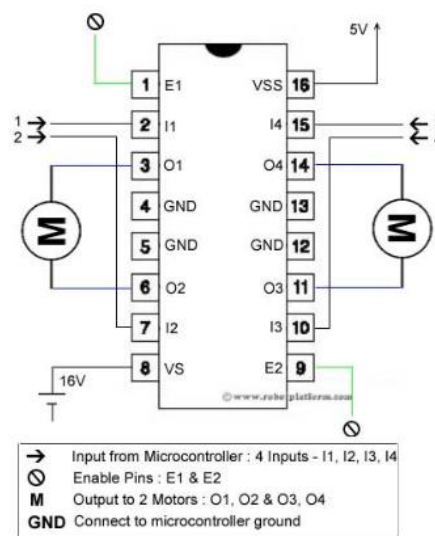 5V
1 E1 VSS 16
1 2 I1 I4 15
2
3 O1 O4 14
4 GND GND 13
M M
5 GND GND 12
6 O2 O3 11
7 I2 I3 10
16V 8 VS E2 9
© www.robotplatform.com
Input from Microcontroller : 4 Inputs - I1, I2, I3, I4
Enable Pins : E1 & E2
M Output to 2 Motors : O1, O2 & O3, O4
GND Connect to microcontroller ground